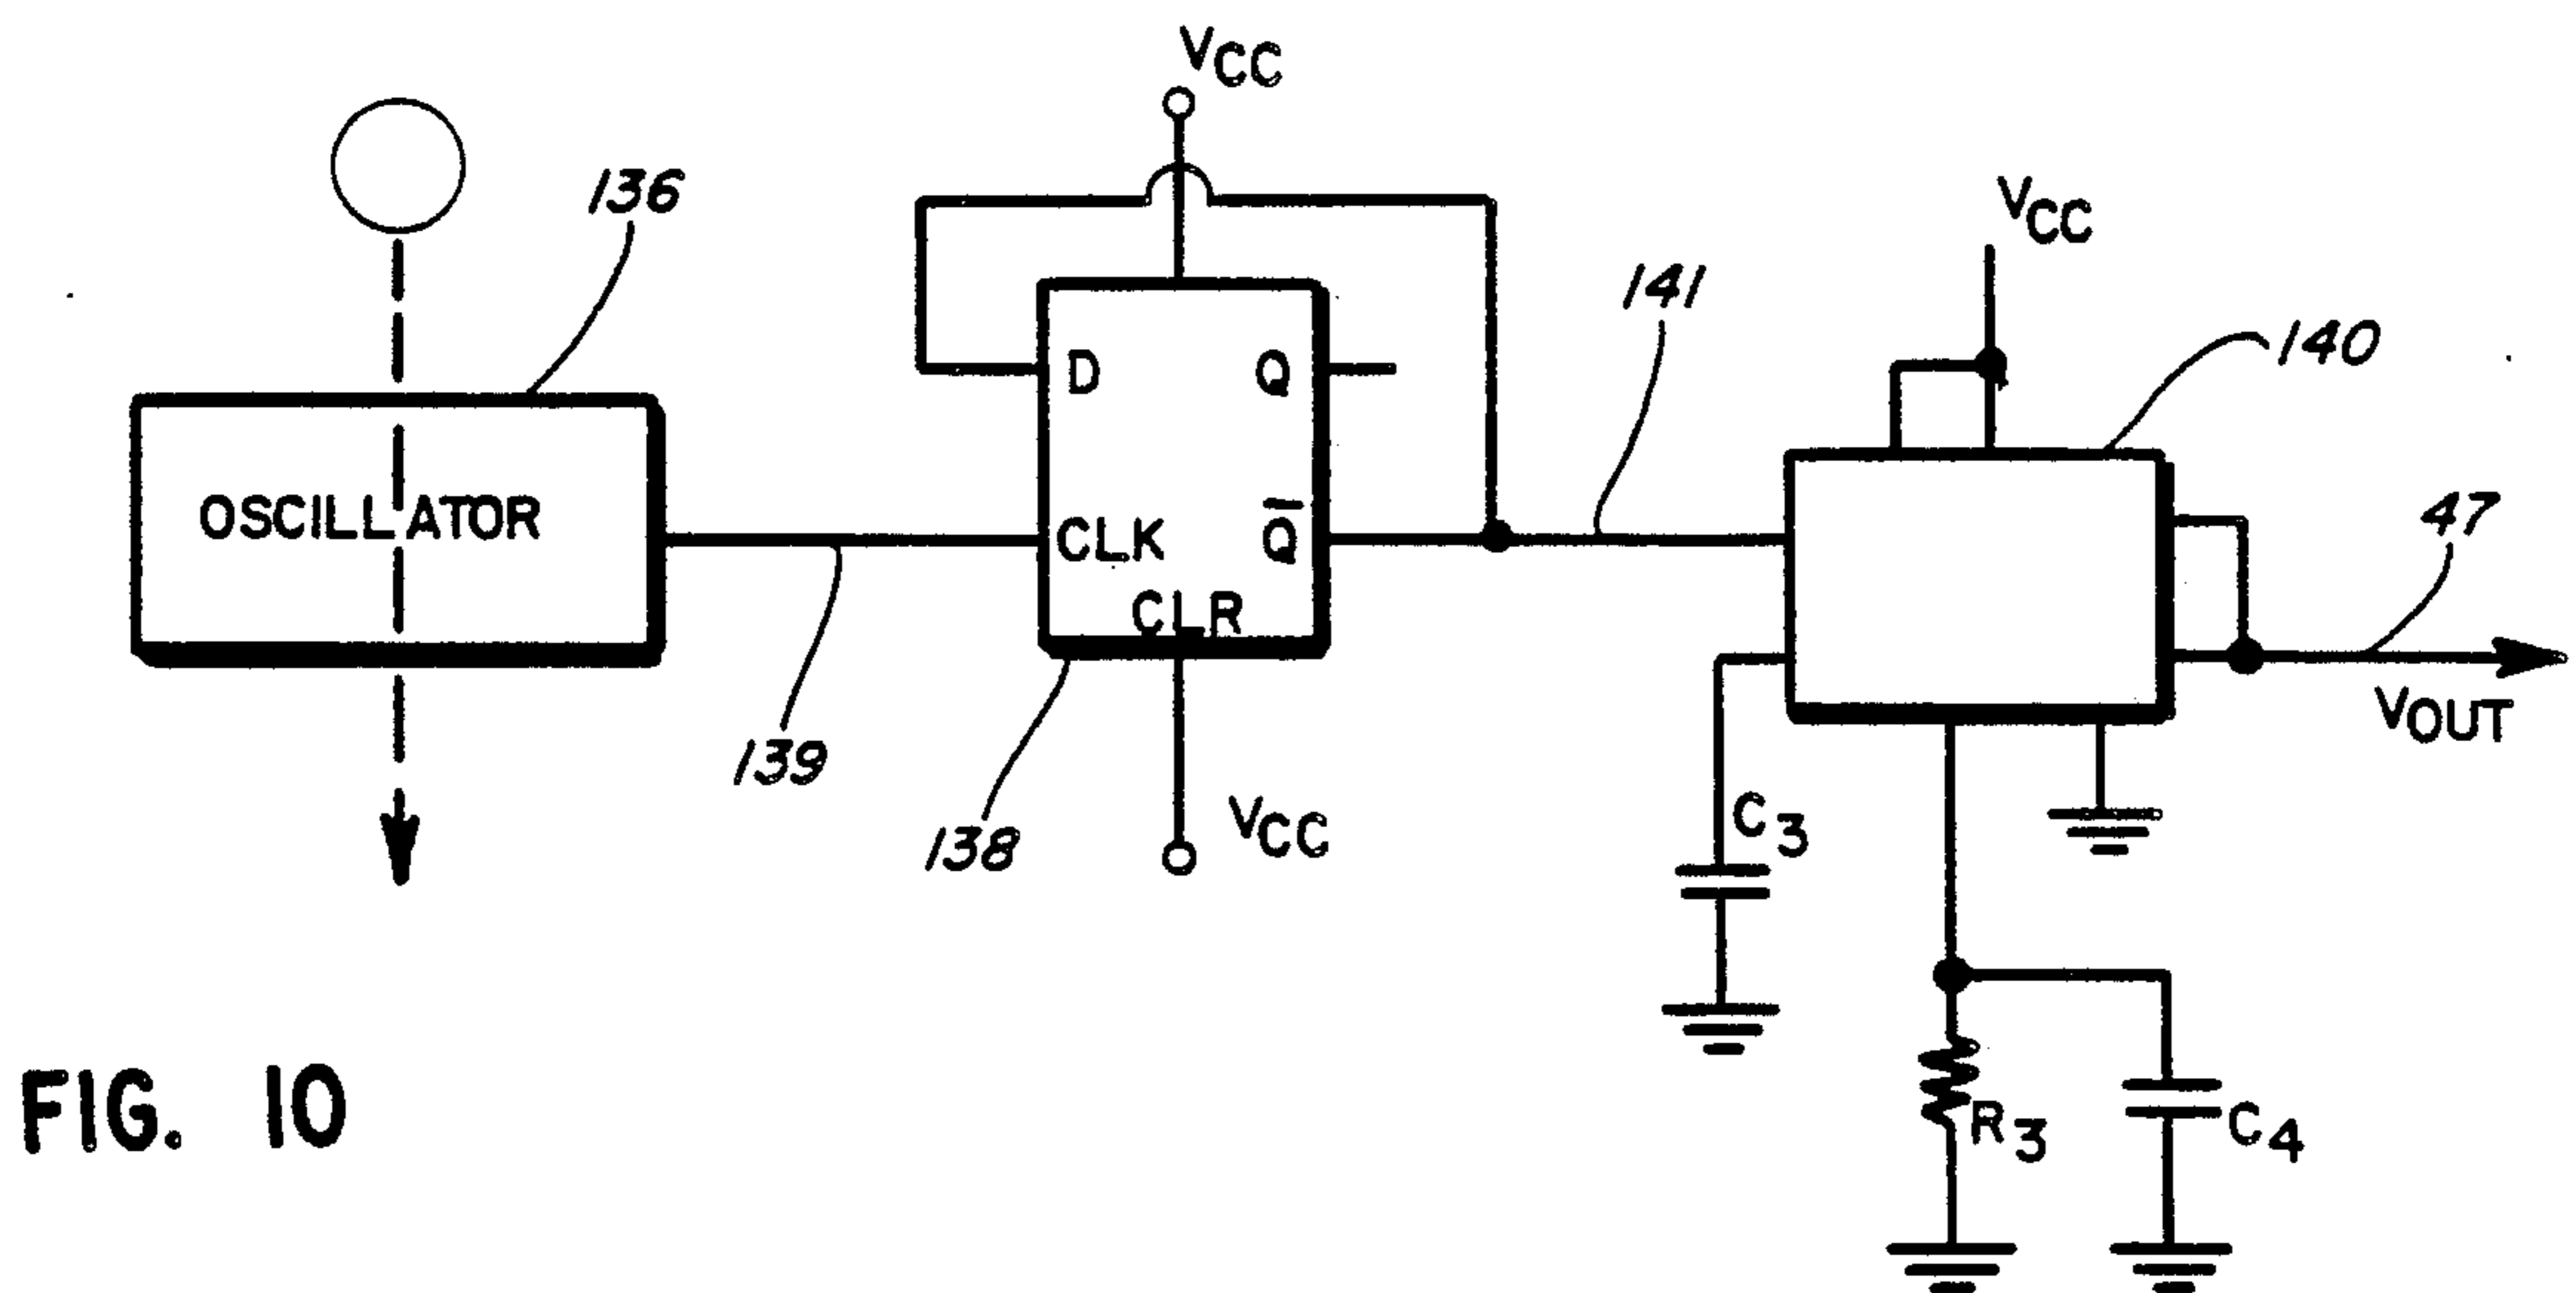 VCC
136
VCC
141
140
D
Q
47
OSCILLATOR
CLK
Q̅
CLR
VOUT
139
138
VCC
C3
R3
C4
FIG. 10